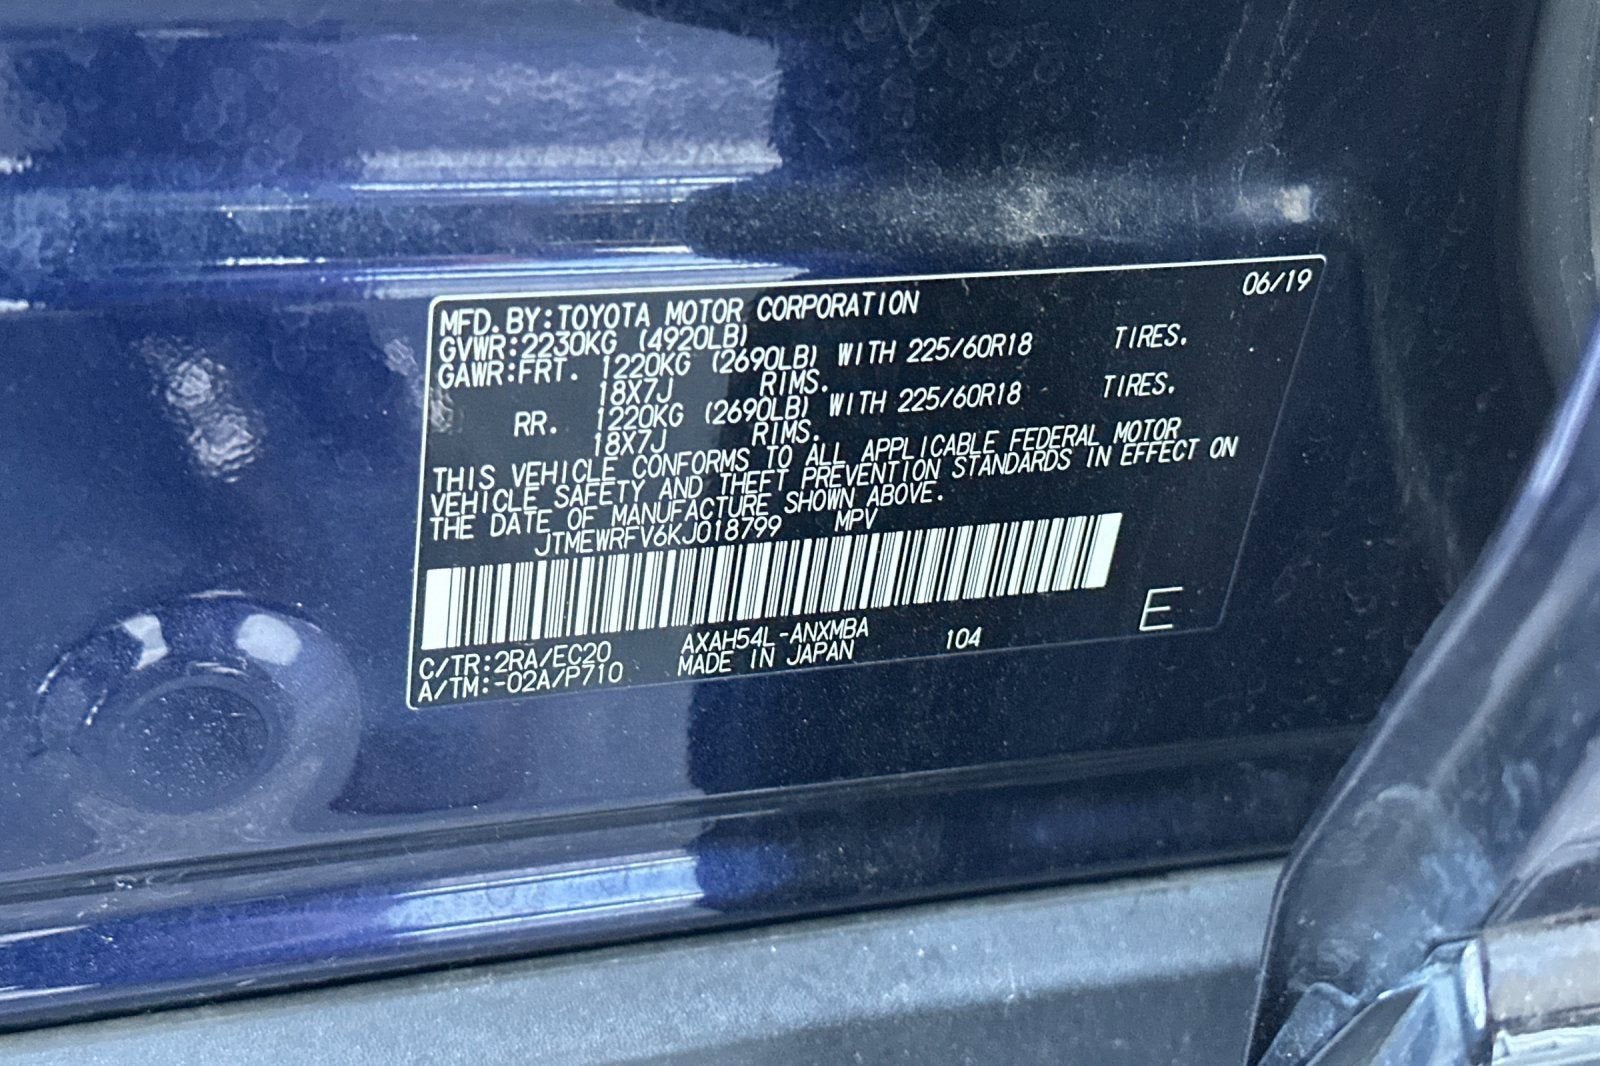 06/19
MFD.BY:TOYOTA MOTOR CORPORATION
GVWR:2230KG (4920LB)
GAWR:FRT. 1220KG (2690LB) WITH 225/60R18 TIRES.
18X7J RIMS.
RR. 1220KG (2690LB) WITH 225/60R18 TIRES.
18X7J RIMS.
THIS VEHICLE CONFORMS TO ALL APPLICABLE FEDERAL MOTOR
VEHICLE SAFETY AND THEFT PREVENTION STANDARDS IN EFFECT ON
THE DATE OF MANUFACTURE SHOWN ABOVE.
JTMEWRFV6KJ018799 MPV
C/TR:2RA/EC20 AXAH54L-ANXMBA 104 E
A/TM:-02A/P710 MADE IN JAPAN